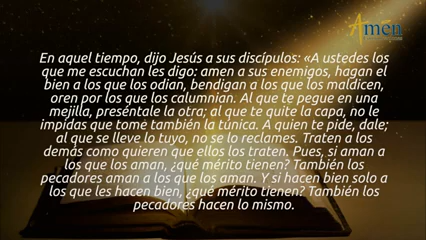 Amén
En aquel tiempo, dijo Jesús a sus discípulos: «A ustedes los
que me escuchan les digo: amen a sus enemigos, hagan el
bien a los que los odian, bendigan a los que los maldicen,
oren por los que los calumnian. Al que te pegue en una
mejilla, preséntale la otra; al que te quite la capa, no le
impidas que tome también la túnica. A quien te pide, dale;
al que se lleve lo tuyo, no se lo reclames. Traten a los
demás como quieren que ellos los traten. Pues, si aman a
los que los aman, ¿qué mérito tienen? También los
pecadores aman a los que los aman. Y si hacen bien solo a
los que les hacen bien, ¿qué mérito tienen? También los
pecadores hacen lo mismo.